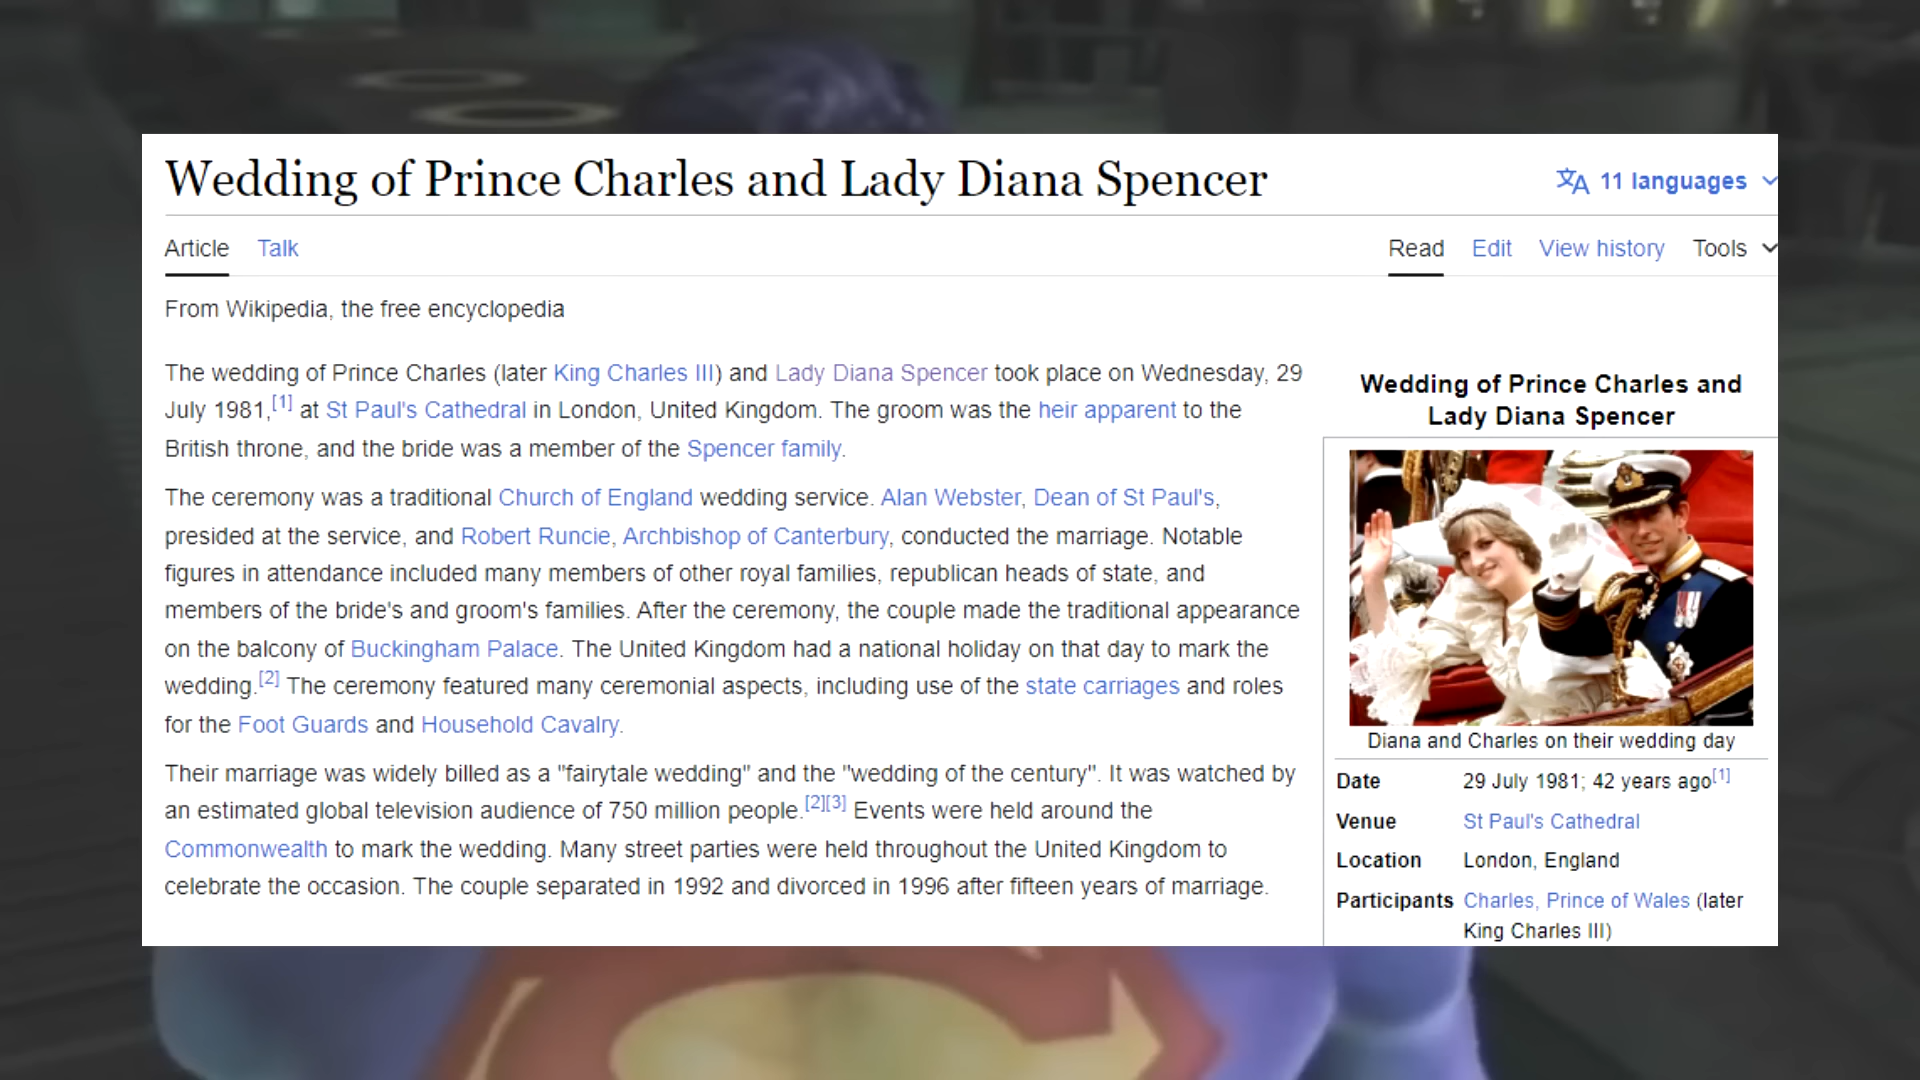 Wedding of Prince Charles and Lady Diana Spencer
11 languages
Article Talk
Read Edit View history Tools
From Wikipedia, the free encyclopedia
The wedding of Prince Charles (later King Charles III) and Lady Diana Spencer took place on Wednesday, 29
July 1981,[1] at St Paul's Cathedral in London, United Kingdom. The groom was the heir apparent to the
British throne, and the bride was a member of the Spencer family.
The ceremony was a traditional Church of England wedding service. Alan Webster, Dean of St Paul's,
presided at the service, and Robert Runcie, Archbishop of Canterbury, conducted the marriage. Notable
figures in attendance included many members of other royal families, republican heads of state, and
members of the bride's and groom's families. After the ceremony, the couple made the traditional appearance
on the balcony of Buckingham Palace. The United Kingdom had a national holiday on that day to mark the
wedding.[2] The ceremony featured many ceremonial aspects, including use of the state carriages and roles
for the Foot Guards and Household Cavalry.
Their marriage was widely billed as a "fairytale wedding" and the "wedding of the century". It was watched by
an estimated global television audience of 750 million people.[2][3] Events were held around the
Commonwealth to mark the wedding. Many street parties were held throughout the United Kingdom to
celebrate the occasion. The couple separated in 1992 and divorced in 1996 after fifteen years of marriage.
Wedding of Prince Charles and
Lady Diana Spencer
Diana and Charles on their wedding day
Date 29 July 1981; 42 years ago[1]
Venue St Paul's Cathedral
Location London, England
Participants Charles, Prince of Wales (later
King Charles III)